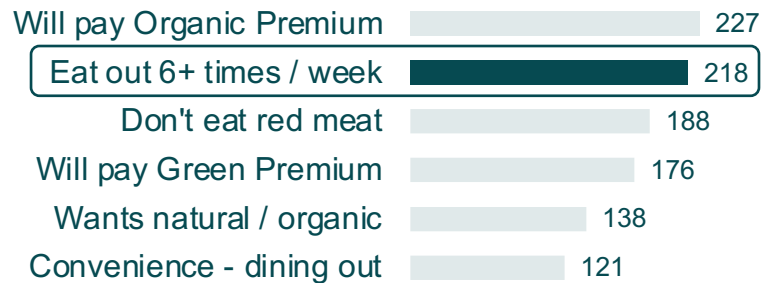 Will pay Organic Premium 227
Eat out 6+ times / week 218
Don't eat red meat 188
Will pay Green Premium 176
Wants natural / organic 138
Convenience - dining out 121